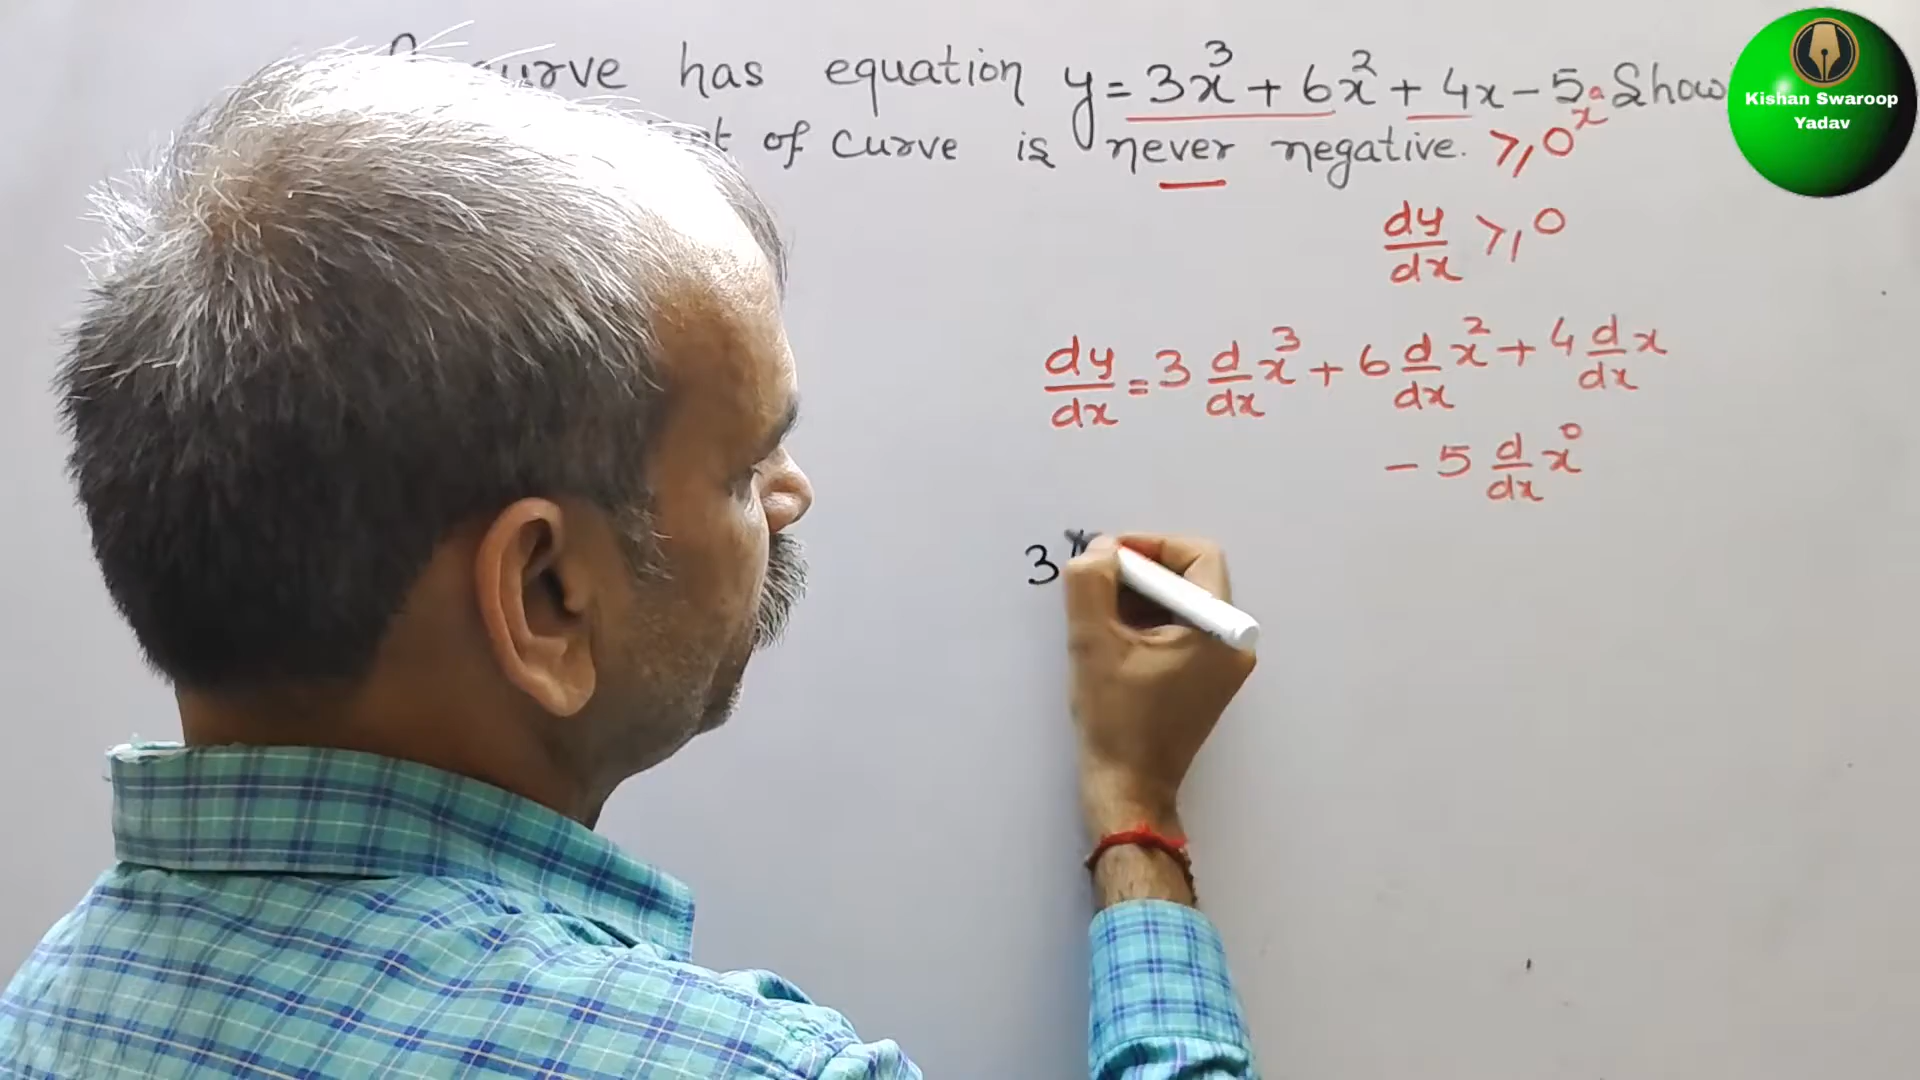 curve has equation y = 3x³ + 6x² + 4x - 5x⁰ Show
of curve is never negative. ≥ 0
dy/dx ≥ 0
dy/dx = 3 d/dx x³ + 6 d/dx x² + 4 d/dx x
- 5 d/dx x⁰
3
Kishan Swaroop
Yadav